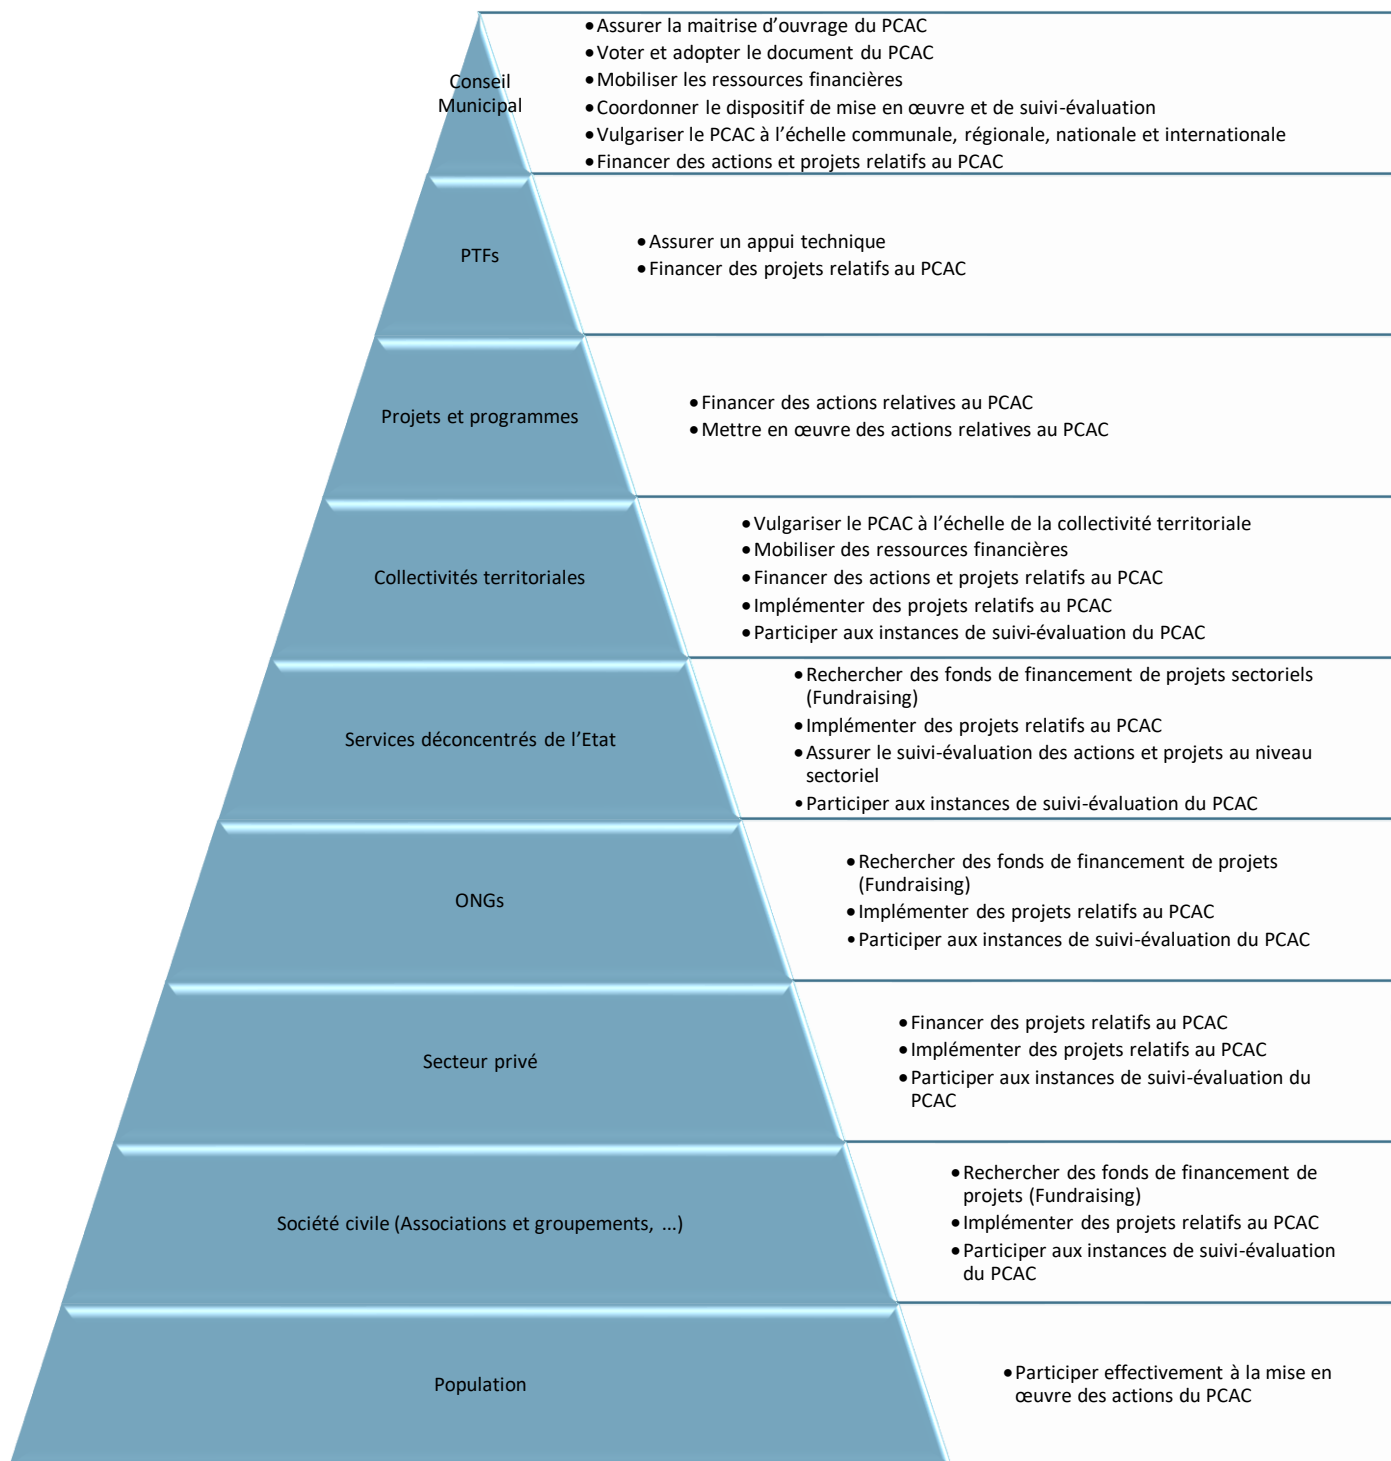 Conseil
Municipal
•Assurer la maitrise d’ouvrage du PCAC
•Voter et adopter le document du PCAC
•Mobiliser les ressources financières
•Coordonner le dispositif de mise en œuvre et de suivi-évaluation
•Vulgariser le PCAC à l’échelle communale, régionale, nationale et internationale
•Financer des actions et projets relatifs au PCAC
PTFs
•Assurer un appui technique
•Financer des projets relatifs au PCAC
Projets et programmes
•Financer des actions relatives au PCAC
•Mettre en œuvre des actions relatives au PCAC
Collectivités territoriales
•Vulgariser le PCAC à l’échelle de la collectivité territoriale
•Mobiliser des ressources financières
•Financer des actions et projets relatifs au PCAC
•Implémenter des projets relatifs au PCAC
•Participer aux instances de suivi-évaluation du PCAC
Services déconcentrés de l’Etat
•Rechercher des fonds de financement de projets sectoriels
(Fundraising)
•Implémenter des projets relatifs au PCAC
•Assurer le suivi-évaluation des actions et projets au niveau
sectoriel
•Participer aux instances de suivi-évaluation du PCAC
ONGs
•Rechercher des fonds de financement de projets
(Fundraising)
•Implémenter des projets relatifs au PCAC
•Participer aux instances de suivi-évaluation du PCAC
Secteur privé
•Financer des projets relatifs au PCAC
•Implémenter des projets relatifs au PCAC
•Participer aux instances de suivi-évaluation du
PCAC
Société civile (Associations et groupements, ...)
•Rechercher des fonds de financement de
projets (Fundraising)
•Implémenter des projets relatifs au PCAC
•Participer aux instances de suivi-évaluation
du PCAC
Population
•Participer effectivement à la mise en
œuvre des actions du PCAC